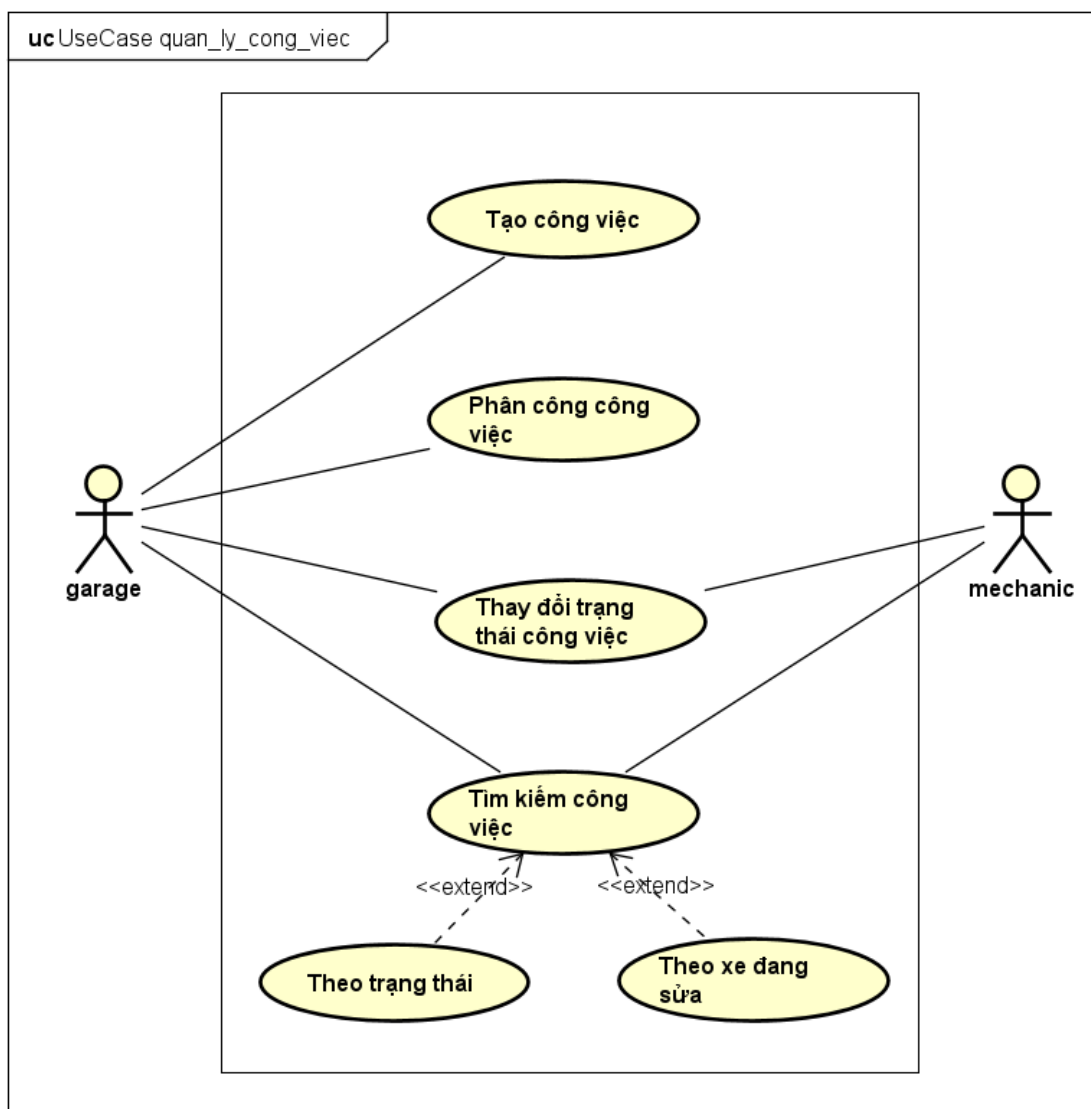 uc UseCase quan_ly_cong_viec
Tạo công việc
Phân công công
việc
garage
mechanic
Thay đổi trạng
thái công việc
Tìm kiếm công
việc
<<extend>>
<<extend>>
Theo trạng thái
Theo xe đang
sửa